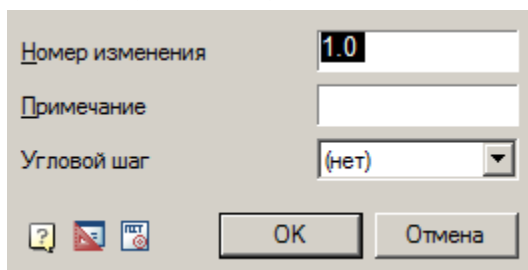 Номер изменения 1.0
Примечание
Угловой шаг (нет)
OK Отмена